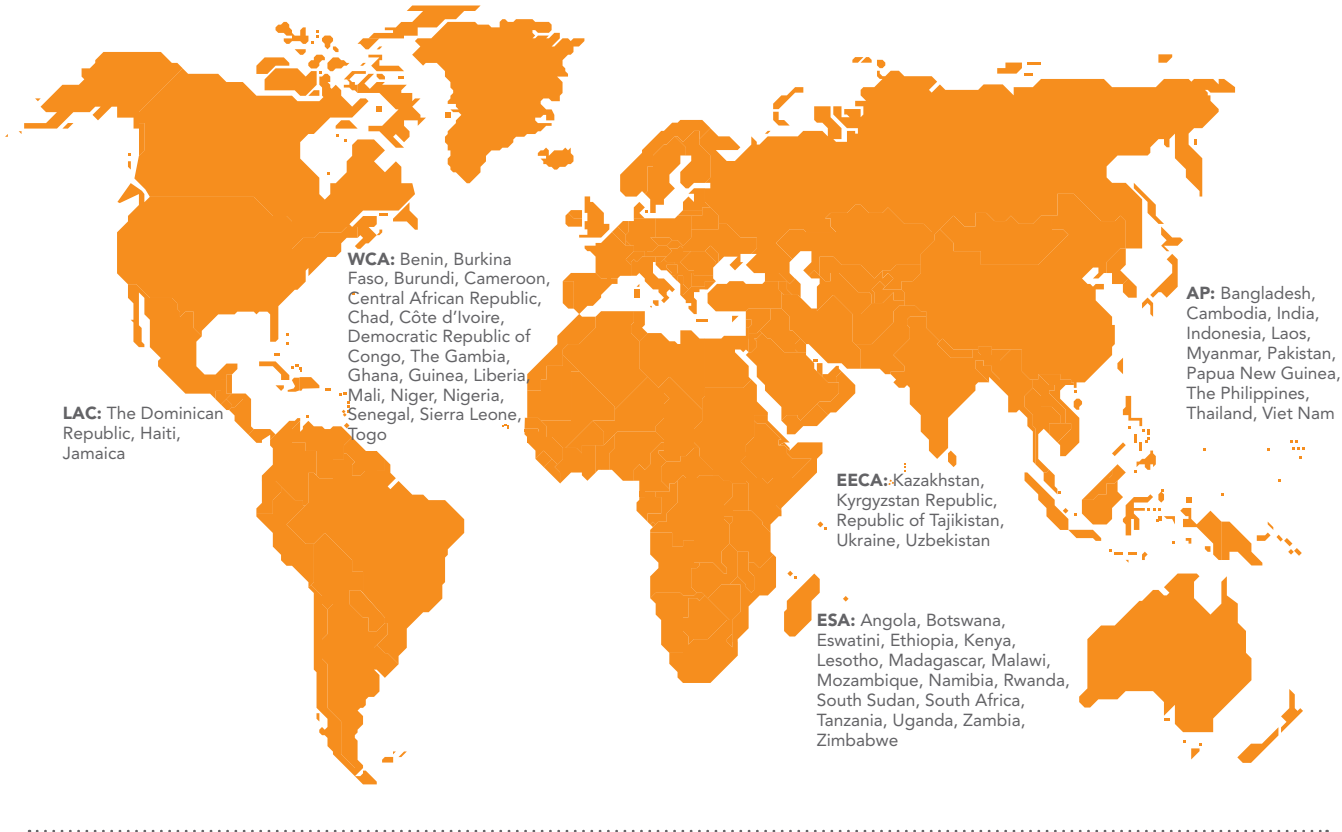 WCA: Benin, Burkina
Faso, Burundi, Cameroon,
Central African Republic,
Chad, Côte d’Ivoire,
Democratic Republic of
Congo, The Gambia,
Ghana, Guinea, Liberia,
Mali, Niger, Nigeria,
Senegal, Sierra Leone,
Togo
AP: Bangladesh,
Cambodia, India,
Indonesia, Laos,
Myanmar, Pakistan,
Papua New Guinea,
The Philippines,
Thailand, Viet Nam
LAC: The Dominican
Republic, Haiti,
Jamaica
EECA: Kazakhstan,
Kyrgyzstan Republic,
Republic of Tajikistan,
Ukraine, Uzbekistan
ESA: Angola, Botswana,
Eswatini, Ethiopia, Kenya,
Lesotho, Madagascar, Malawi,
Mozambique, Namibia, Rwanda,
South Sudan, South Africa,
Tanzania, Uganda, Zambia,
Zimbabwe